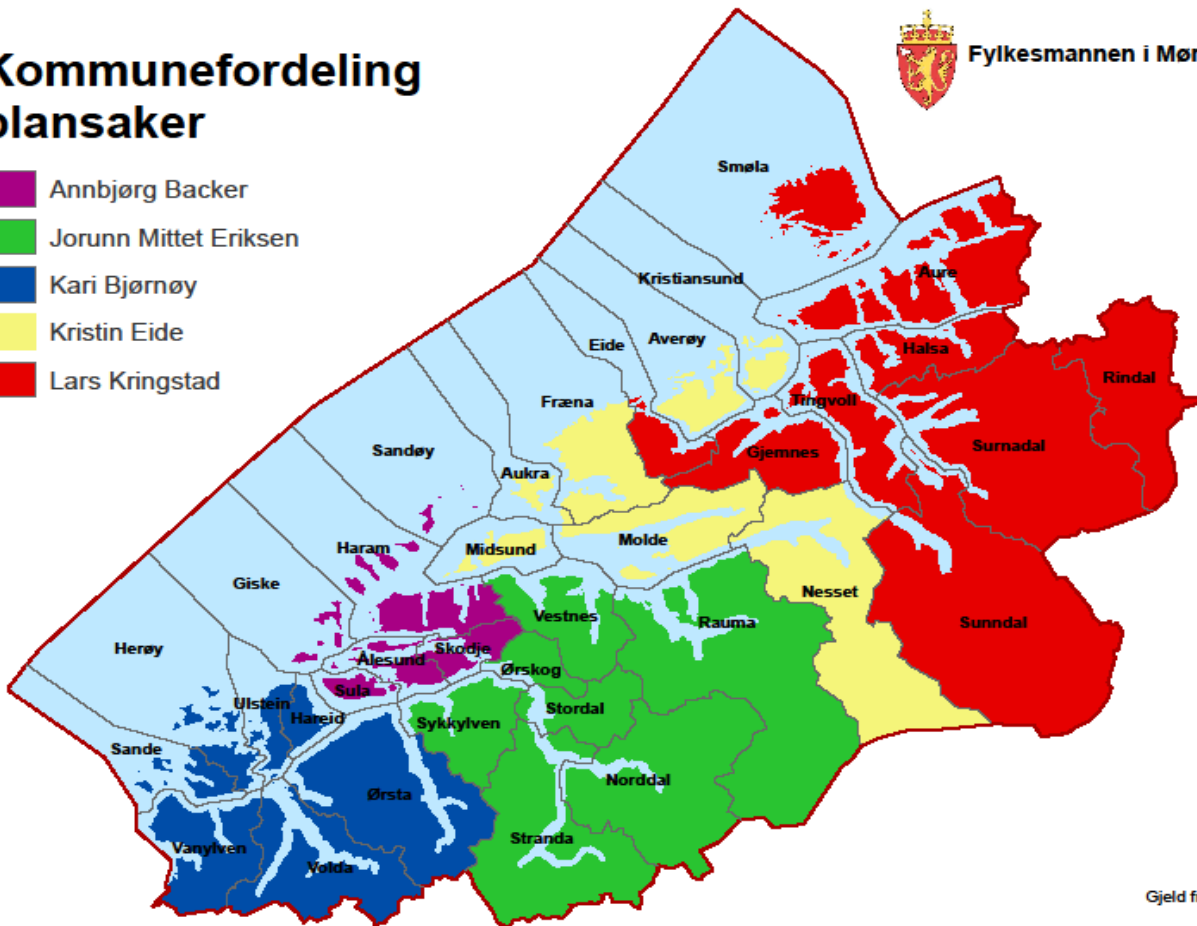 Kommunefordeling
plansaker
Fylkesmannen i Mør
Annbjørg Backer
Jorunn Mittet Eriksen
Kari Bjørnøy
Kristin Eide
Lars Kringstad
Smøla
Kristiansund
Aure
Averøy
Eide
Halsa
Rindal
Tingvoll
Fræna
Surnadal
Sandøy
Gjemnes
Aukra
Molde
Midsund
Haram
Giske
Nesset
Vestnes
Rauma
Sunndal
Herøy
Skodje
Ålesund
Ørskog
Sula
Ulstein
Stordal
Hareid
Sykkylven
Sande
Norddal
Ørsta
Stranda
Vanylven
Volda
Gjeld f